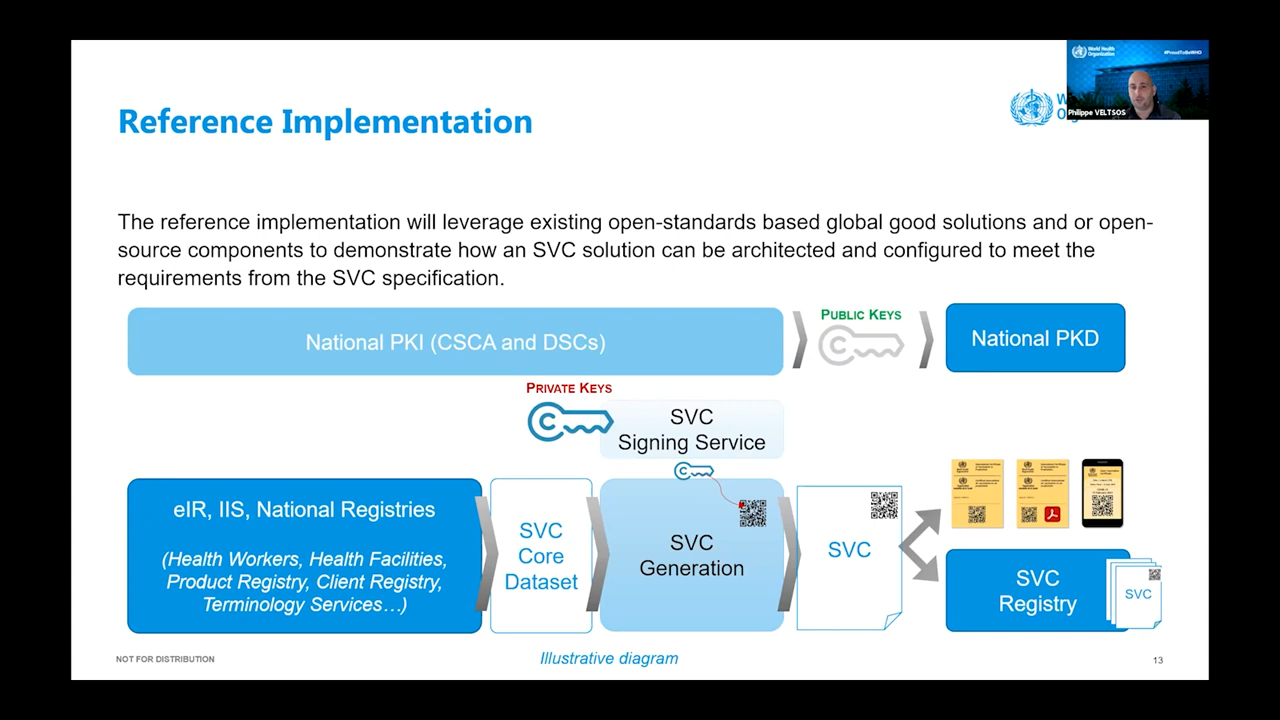 World Health
Organization
#ProudToBeWHO
Philippe VELTSOS
Reference Implementation
The reference implementation will leverage existing open-standards based global good solutions and or open-
source components to demonstrate how an SVC solution can be architected and configured to meet the
requirements from the SVC specification.
National PKI (CSCA and DSCs)
PUBLIC KEYS
National PKD
PRIVATE KEYS
SVC
Signing Service
eIR, IIS, National Registries
(Health Workers, Health Facilities,
Product Registry, Client Registry,
Terminology Services...)
SVC
Core
Dataset
SVC
Generation
SVC
SVC
Registry
SVC
NOT FOR DISTRIBUTION
Illustrative diagram
13